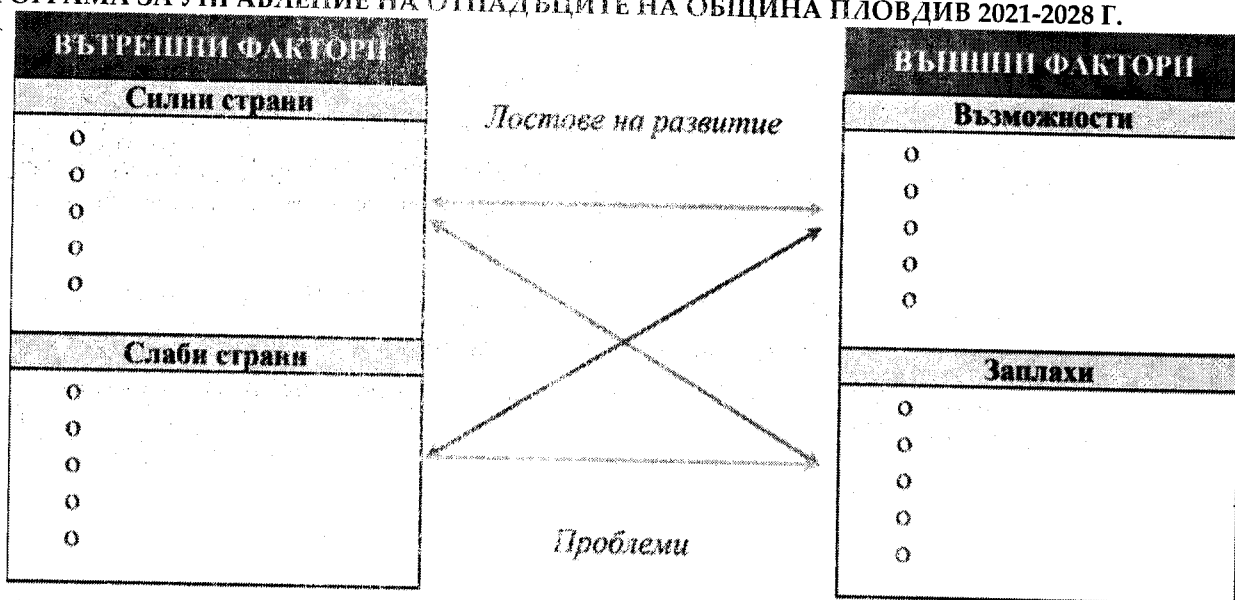 ПРОГРАМА ЗА УПРАВЛЕНИЕ НА ОТПАДЪЦИТЕ НА ОБЩИНА ПЛОВДИВ 2021-2028 Г.
ВЪТРЕШНИ ФАКТОРИ
Силни страни
o
o
o
o
o
Слаби страни
o
o
o
o
o
Лостове на развитие
Проблеми
ВЪНШНИ ФАКТОРИ
Възможности
o
o
o
o
o
Заплахи
o
o
o
o
o